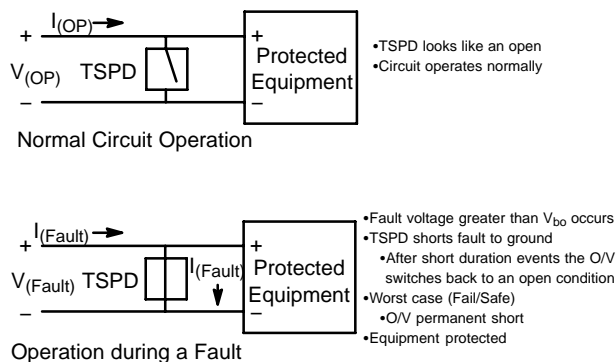 I(OP)
+
V(OP)
TSPD
−
+
Protected
Equipment
−
•TSPD looks like an open
•Circuit operates normally
Normal Circuit Operation
I(Fault)
+
V(Fault)
TSPD
I(Fault)
−
+
Protected
Equipment
−
•Fault voltage greater than Vbo occurs
•TSPD shorts fault to ground
•After short duration events the O/V
switches back to an open condition
•Worst case (Fail/Safe)
•O/V permanent short
•Equipment protected
Operation during a Fault